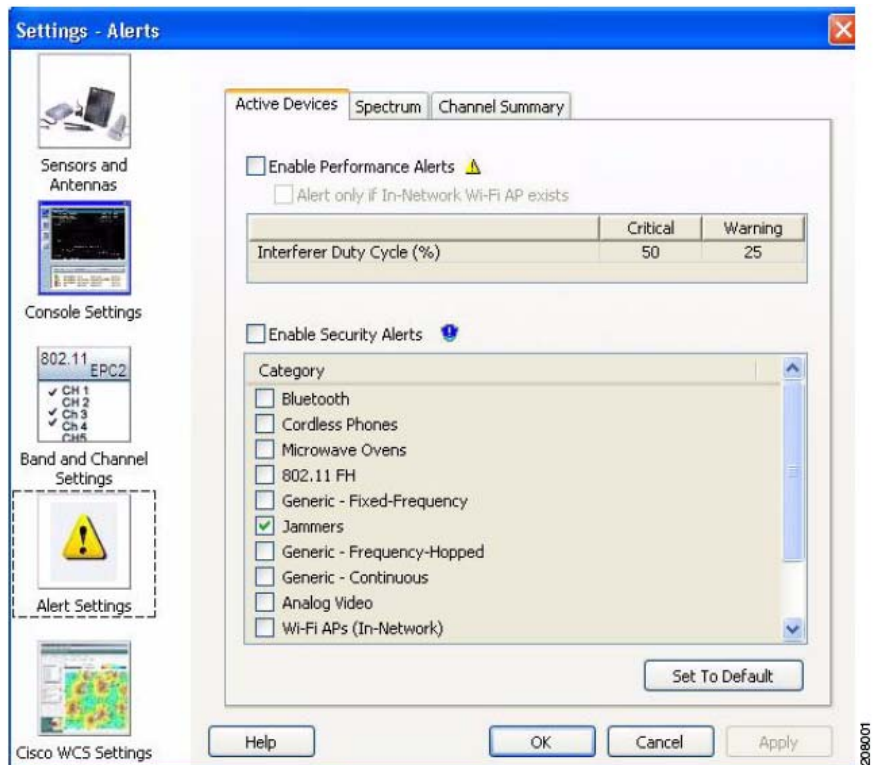 Settings - Alerts
Sensors and
Antennas
Console Settings
802.11
EPC2
CH 1
CH 2
Ch 3
Ch 4
CH5
Band and Channel
Settings
Alert Settings
Cisco WCS Settings
Active Devices Spectrum Channel Summary
Enable Performance Alerts
Alert only if In-Network Wi-Fi AP exists
Critical Warning
Interferer Duty Cycle (%) 50 25
Enable Security Alerts
Category
Bluetooth
Cordless Phones
Microwave Ovens
802.11 FH
Generic - Fixed-Frequency
Jammers
Generic - Frequency-Hopped
Generic - Continuous
Analog Video
Wi-Fi APs (In-Network)
Set To Default
Help OK Cancel Apply
208001